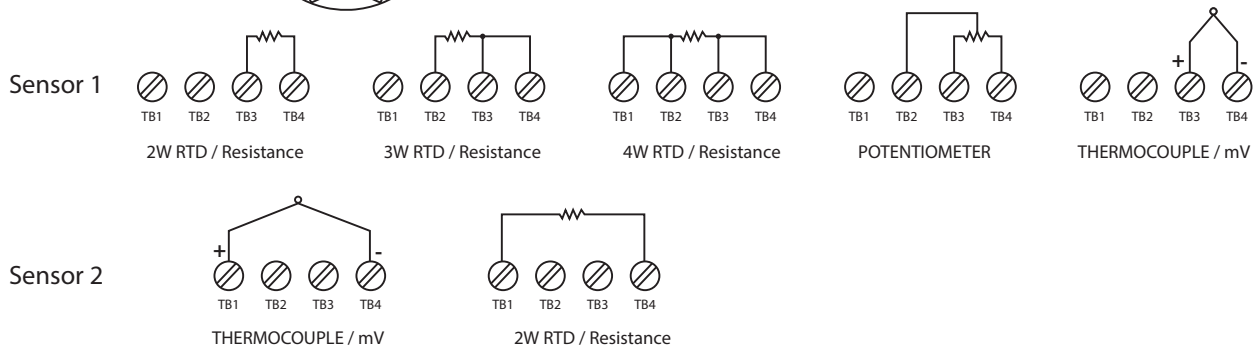 + -
Sensor 1
TB1 TB2 TB3 TB4 TB1 TB2 TB3 TB4 TB1 TB2 TB3 TB4 TB1 TB2 TB3 TB4 TB1 TB2 TB3 TB4
2W RTD / Resistance 3W RTD / Resistance 4W RTD / Resistance POTENTIOMETER THERMOCOUPLE / mV
+ -
Sensor 2
TB1 TB2 TB3 TB4 TB1 TB2 TB3 TB4
THERMOCOUPLE / mV 2W RTD / Resistance